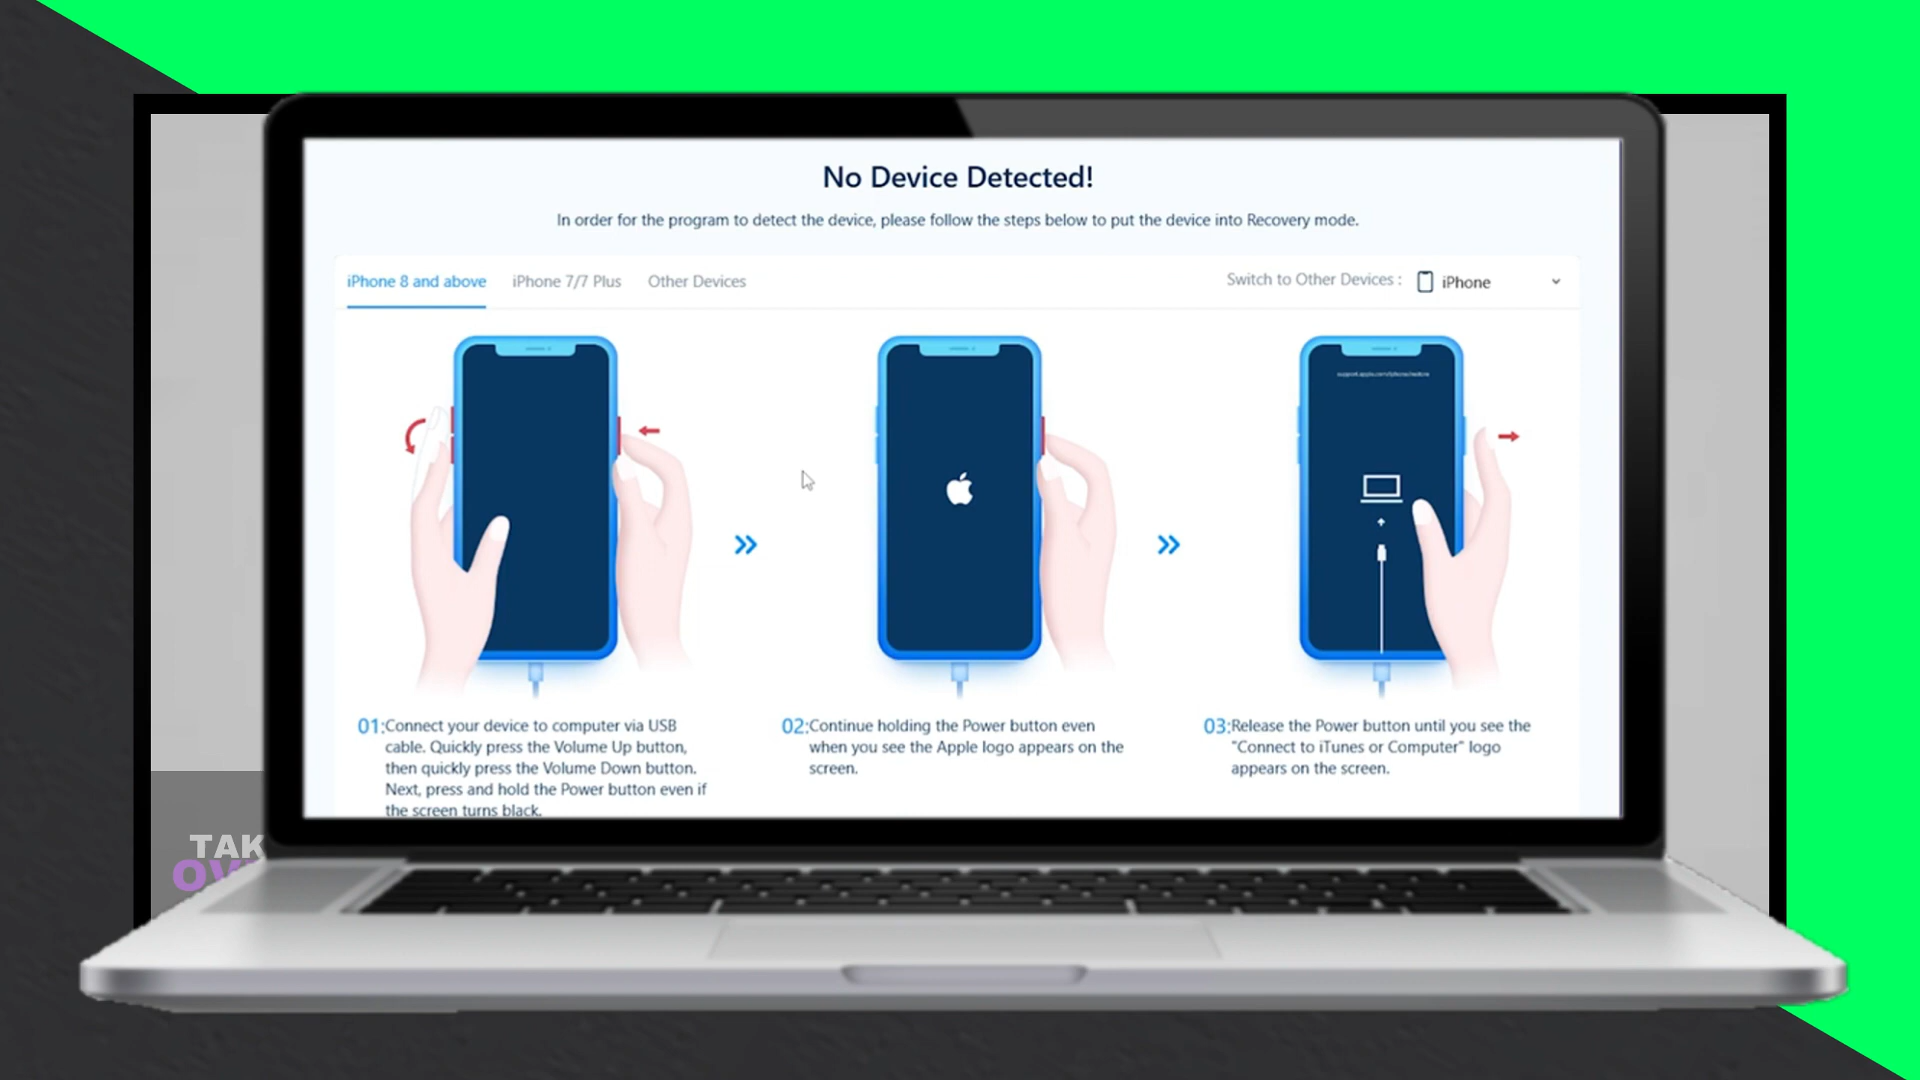 No Device Detected!
In order for the program to detect the device, please follow the steps below to put the device into Recovery mode.
iPhone 8 and above
iPhone 7/7 Plus
Other Devices
Switch to Other Devices :
iPhone
01:Connect your device to computer via USB
cable. Quickly press the Volume Up button,
then quickly press the Volume Down button.
Next, press and hold the Power button even if
the screen turns black.
02:Continue holding the Power button even
when you see the Apple logo appears on the
screen.
03:Release the Power button until you see the
"Connect to iTunes or Computer" logo
appears on the screen.
TAK
OV